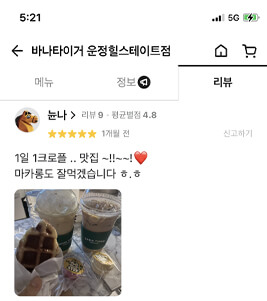 5:21
5G
바나타이거 운정힐스테이트점
메뉴
정보
리뷰
뉸나 > 리뷰 9 · 평균별점 4.8
★★★★★ 1개월 전
신고하기
1일 1크로플 .. 맛집 ~!!~~!❤️
마카롱도 잘먹겠습니다 ㅎ.ㅎ